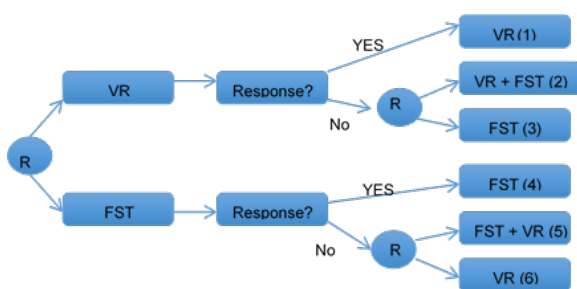 YES
VR (1)
VR
Response?
R
VR + FST (2)
No
FST (3)
R
YES
FST (4)
FST
Response?
R
FST + VR (5)
No
VR (6)